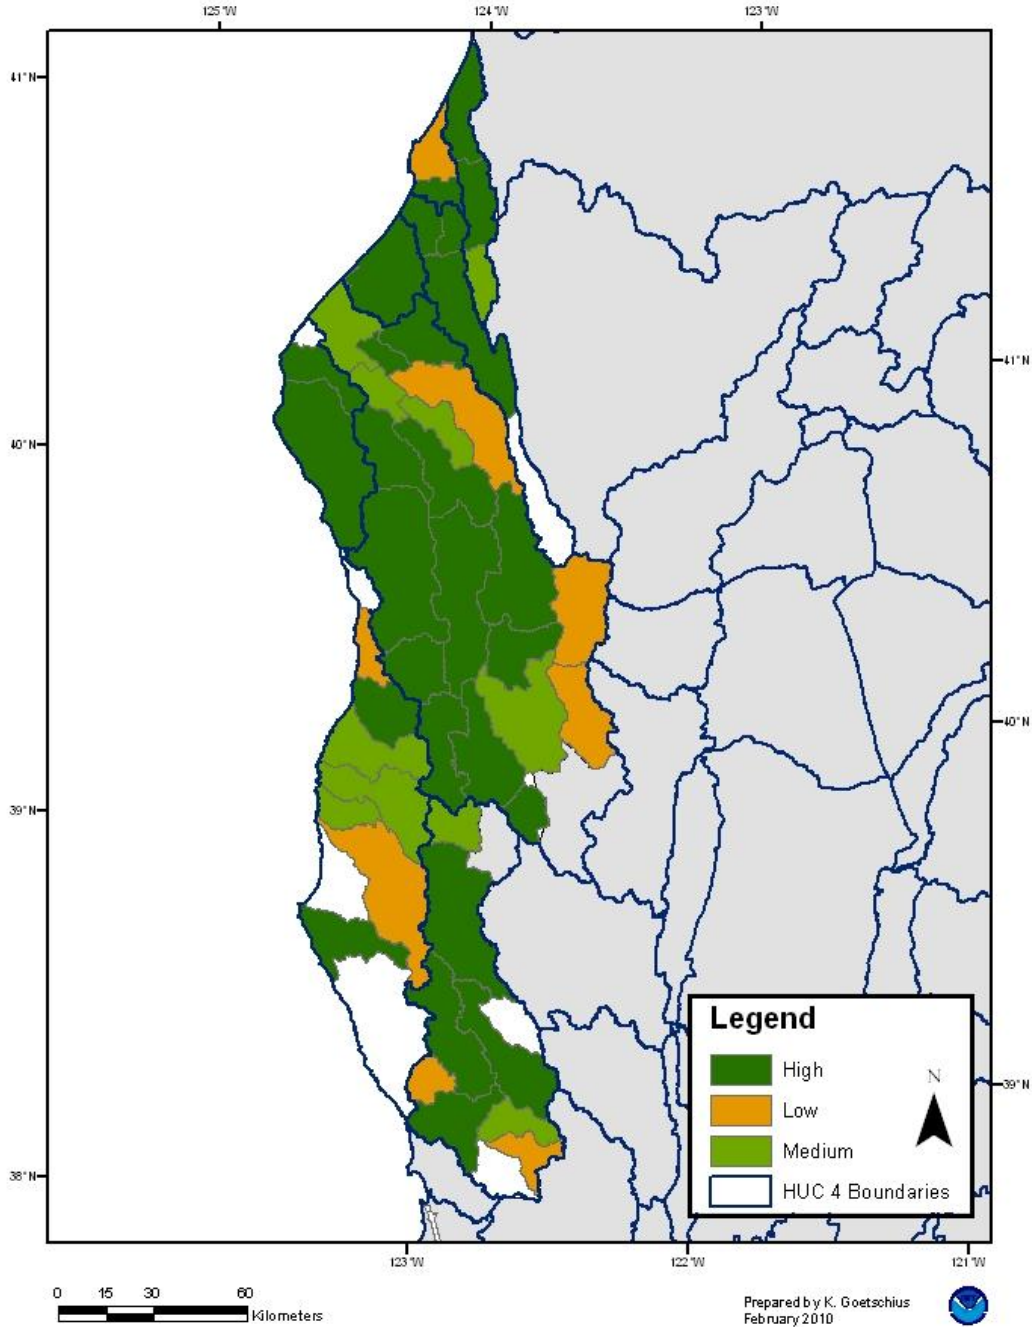 125°W 124°W 123°W
41°N
41°N
40°N
40°N
39°N
Legend
High
N
Low
39°N
Medium
38°N
HUC 4 Boundaries
123°W 122°W 121°W
0 15 30 60
Kilometers
Prepared by K. Goetschius
February 2010